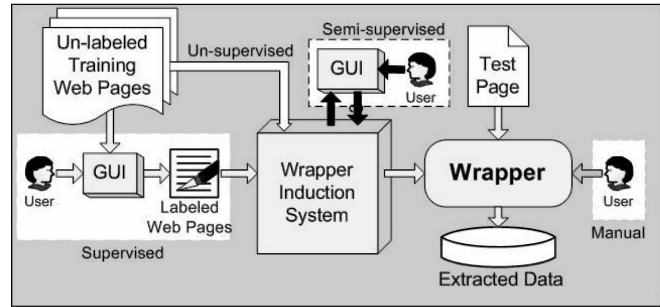 Un-labeled
Training
Web Pages
Un-supervised
Semi-supervised
GUI
User
Test
Page
User
GUI
Labeled
Web Pages
Supervised
Wrapper
Induction
System
Wrapper
User
Manual
Extracted Data